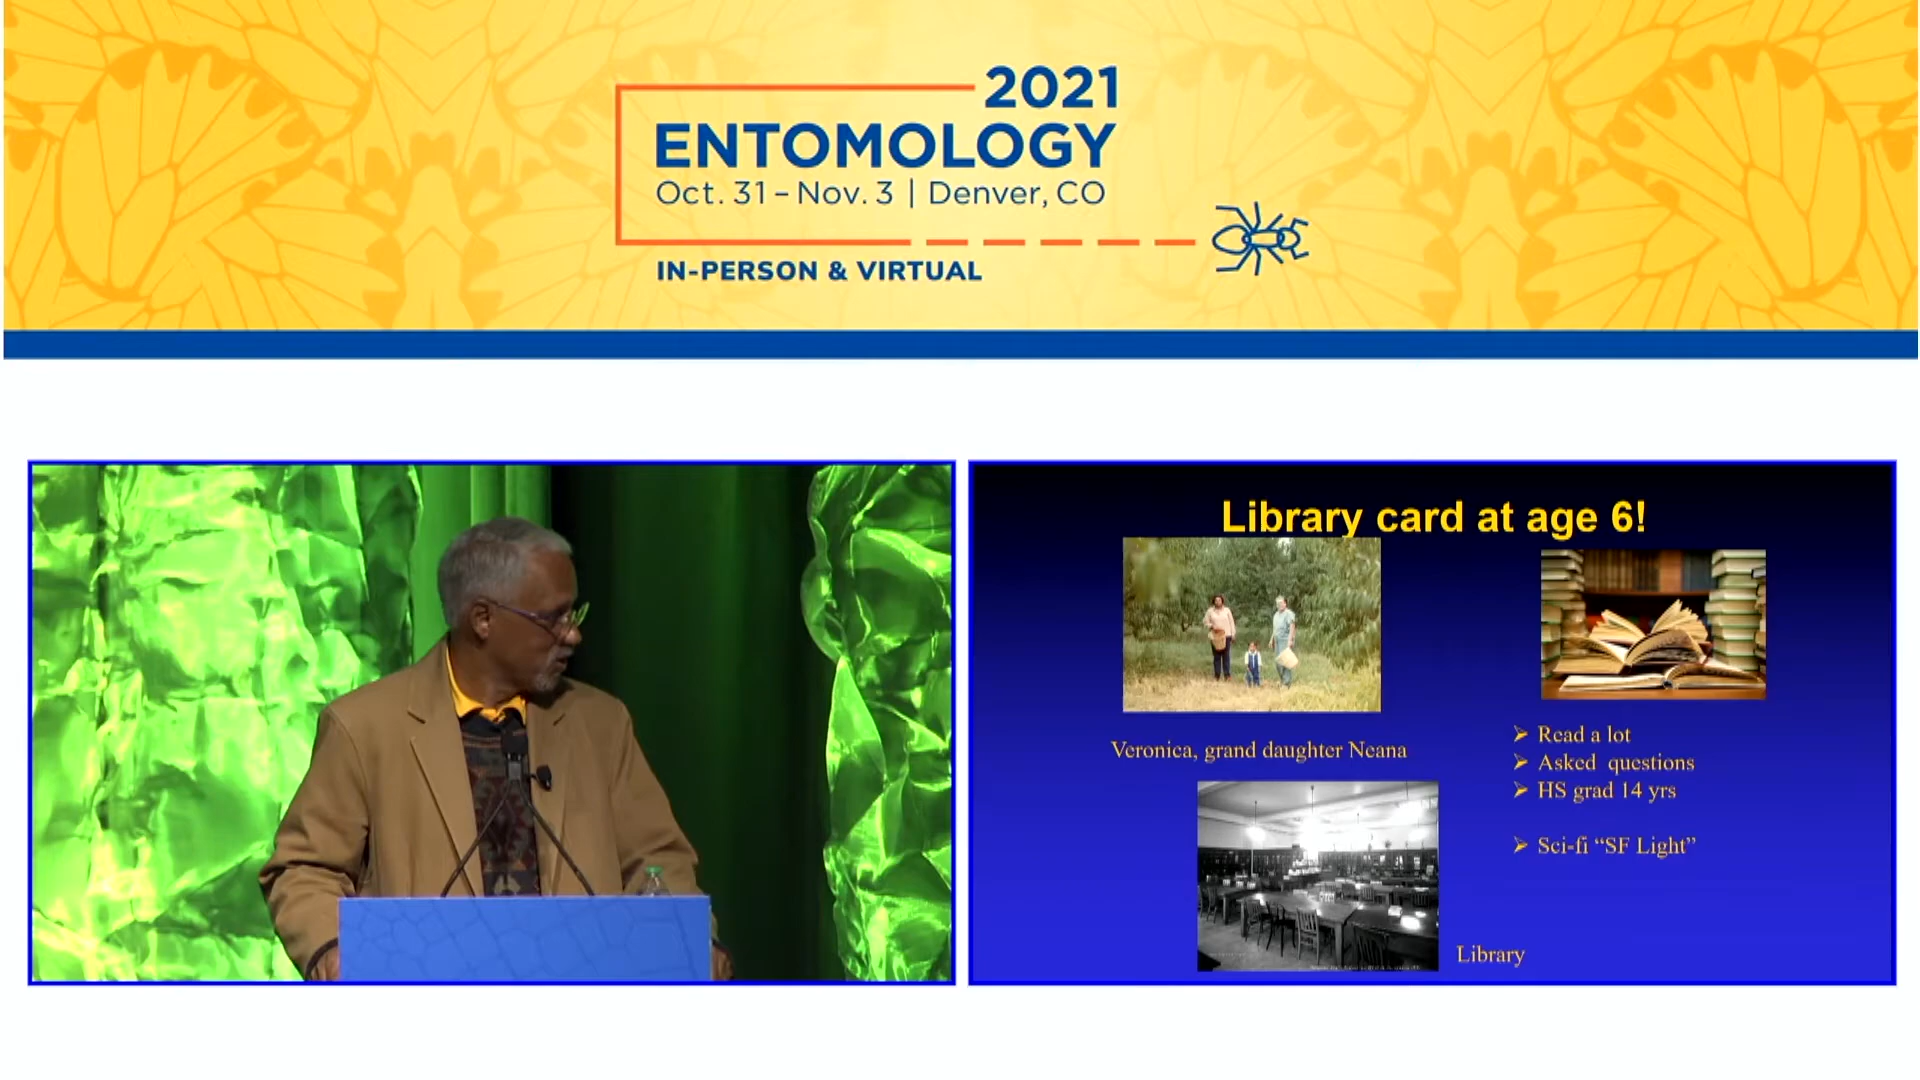 2021
ENTOMOLOGY
Oct. 31 – Nov. 3 | Denver, CO
IN-PERSON & VIRTUAL
Library card at age 6!
Veronica, grand daughter Neana
➢ Read a lot
➢ Asked questions
➢ HS grad 14 yrs
➢ Sci-fi “SF Light”
Library